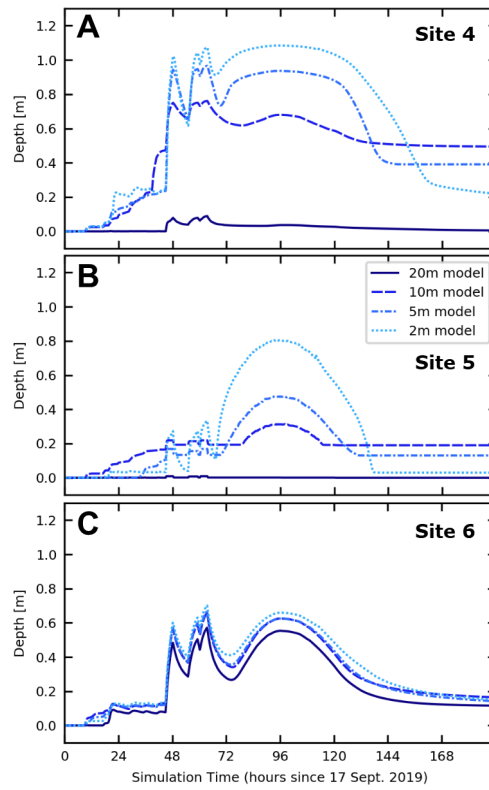 A
Site 4
Depth [m]
1.2
1.0
0.8
0.6
0.4
0.2
0.0
B
20m model
10m model
5m model
2m model
Site 5
Depth [m]
1.2
1.0
0.8
0.6
0.4
0.2
0.0
C
Site 6
Depth [m]
1.2
1.0
0.8
0.6
0.4
0.2
0.0
0 24 48 72 96 120 144 168
Simulation Time (hours since 17 Sept. 2019)